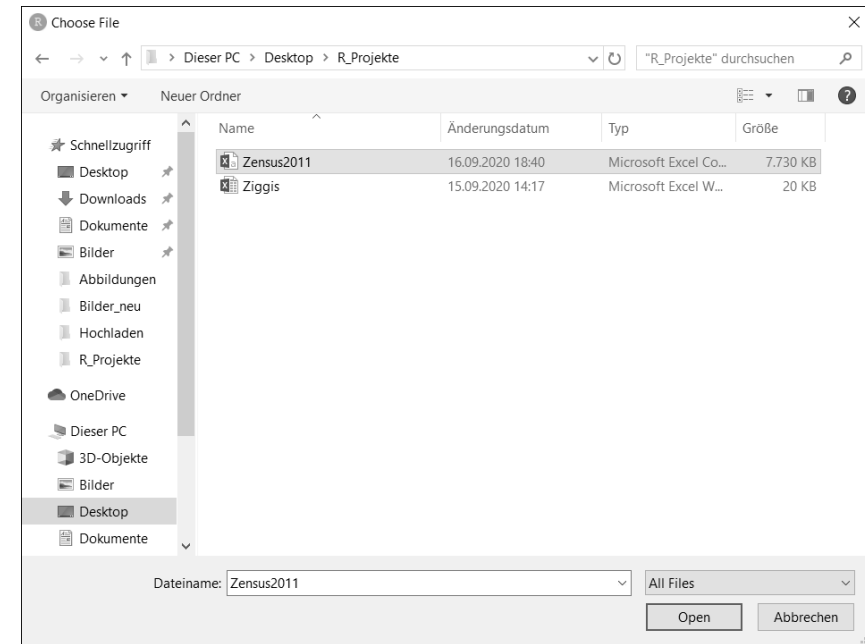 R Choose File
Dieser PC > Desktop > R_Projekte "R_Projekte" durchsuchen
Organisieren Neuer Ordner ?
Name Änderungsdatum Typ Größe
Zensus2011 16.09.2020 18:40 Microsoft Excel Co... 7.730 KB
Ziggis 15.09.2020 14:17 Microsoft Excel W... 20 KB
Schnellzugriff
Desktop
Downloads
Dokumente
Bilder
Abbildungen
Bilder_neu
Hochladen
R_Projekte
OneDrive
Dieser PC
3D-Objekte
Bilder
Desktop
Dokumente
Dateiname: Zensus2011 All Files
Open Abbrechen